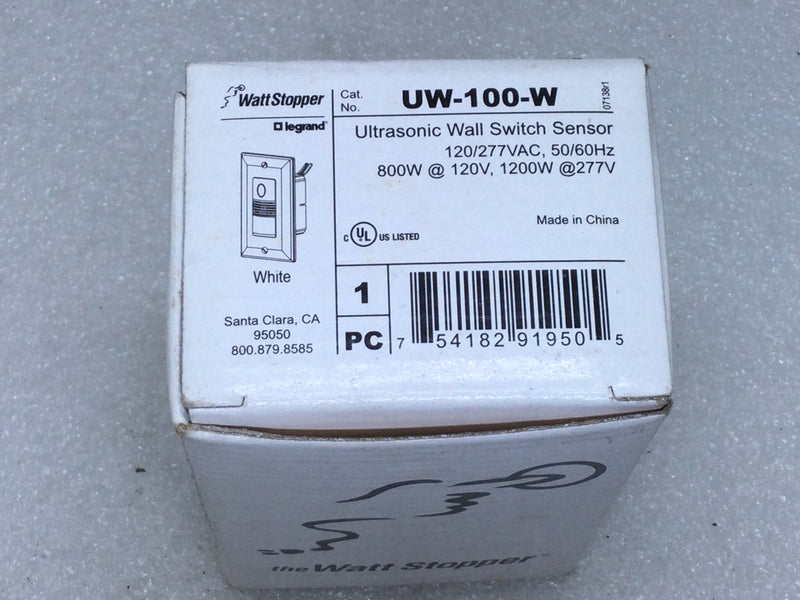 WattStopper
legrand
Cat. No.
UW-100-W
07138r1
Ultrasonic Wall Switch Sensor
120/277VAC, 50/60Hz
800W @ 120V, 1200W @277V
C UL US LISTED
Made in China
White
Santa Clara, CA
95050
800.879.8585
1
PC
7 54182 91950 5
the Watt Stopper